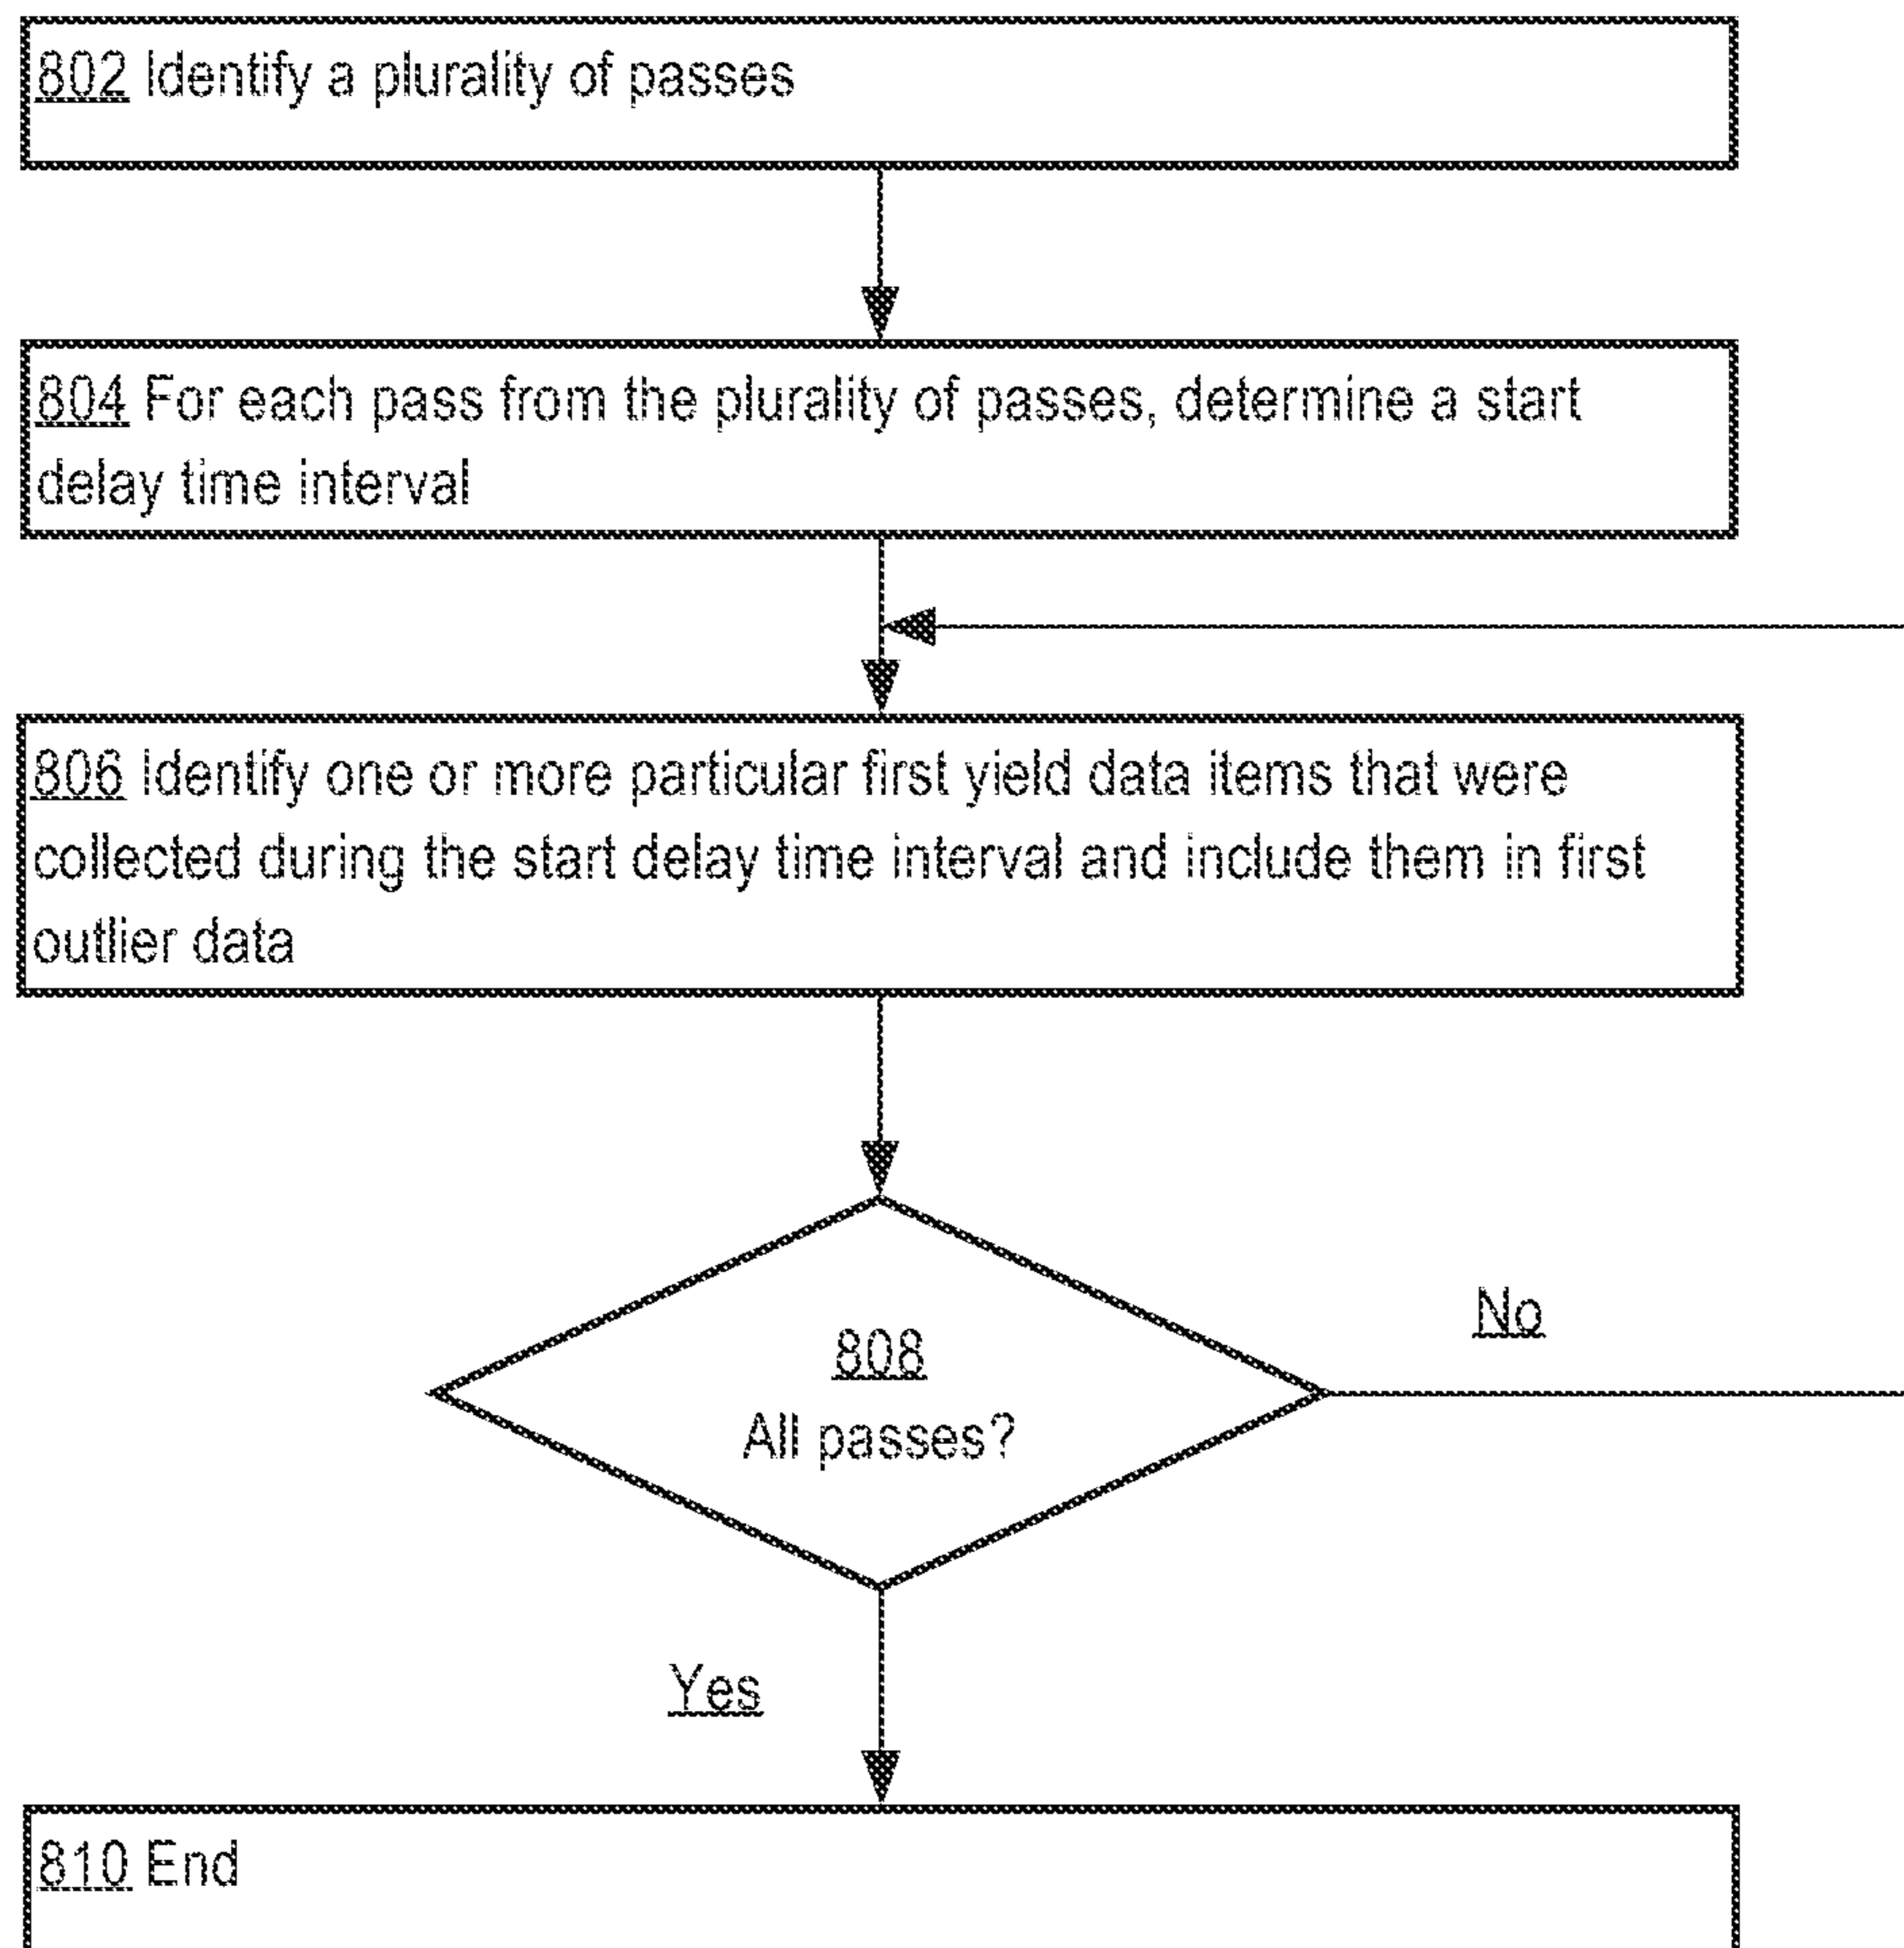 802 Identify a plurality of passes
804 For each pass from the plurality of passes, determine a start
delay time interval
806 Identify one or more particular first yield data items that were
collected during the start delay time interval and include them in first
outlier data
808
All passes?
No
Yes
810 End